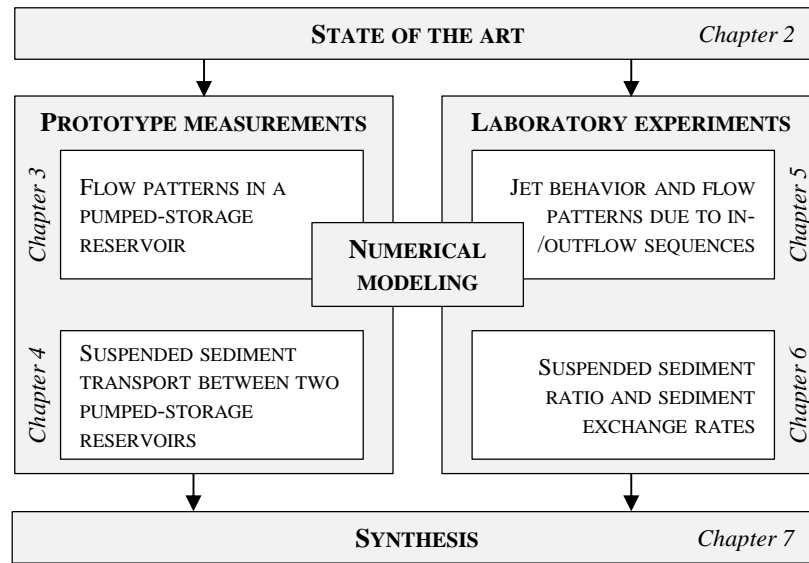 STATE OF THE ART Chapter 2
PROTOTYPE MEASUREMENTS
Chapter 3
FLOW PATTERNS IN A
PUMPED-STORAGE
RESERVOIR
Chapter 4
SUSPENDED SEDIMENT
TRANSPORT BETWEEN TWO
PUMPED-STORAGE
RESERVOIRS
NUMERICAL
MODELING
LABORATORY EXPERIMENTS
JET BEHAVIOR AND FLOW
PATTERNS DUE TO IN-
/OUTFLOW SEQUENCES
Chapter 5
SUSPENDED SEDIMENT
RATIO AND SEDIMENT
EXCHANGE RATES
Chapter 6
SYNTHESIS Chapter 7